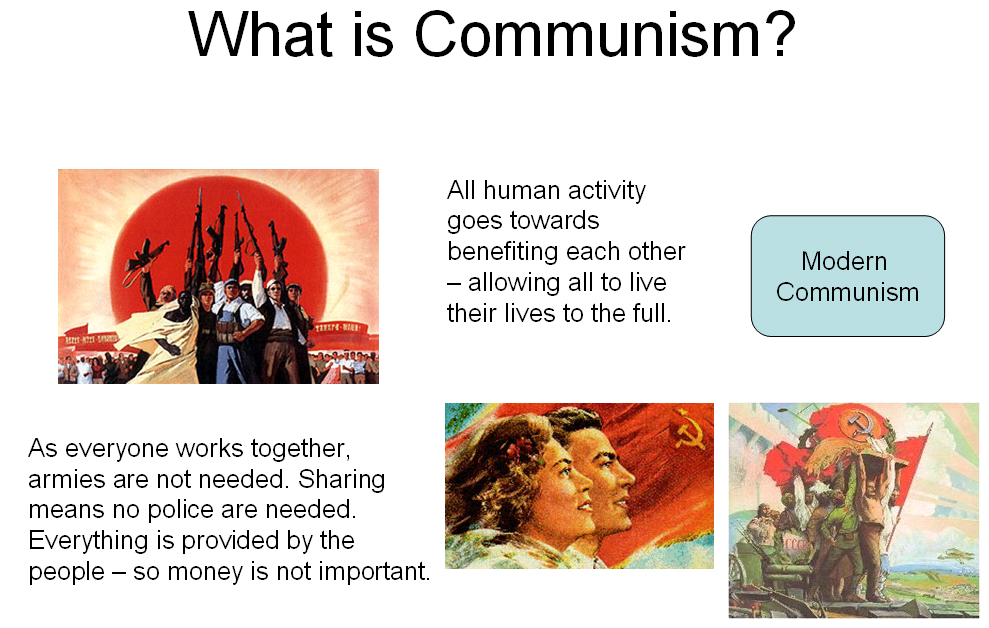 What is Communism?
All human activity
goes towards
benefiting each other
– allowing all to live
their lives to the full.
Modern
Communism
As everyone works together,
armies are not needed. Sharing
means no police are needed.
Everything is provided by the
people – so money is not important.
СССР